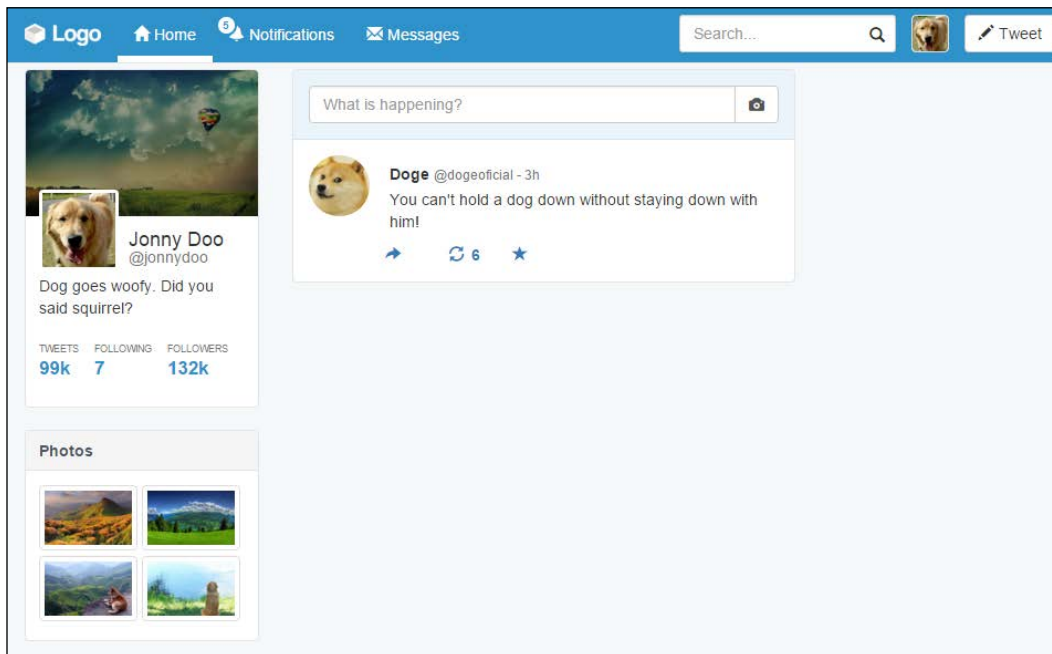 Logo
Home
5
Notifications
Messages
Search...
Tweet
Jonny Doo
@jonnydoo
Dog goes woofy. Did you
said squirrel?
TWEETS FOLLOWING FOLLOWERS
99k 7 132k
Photos
What is happening?
Doge @dogeoficial - 3h
You can't hold a dog down without staying down with
him!
6